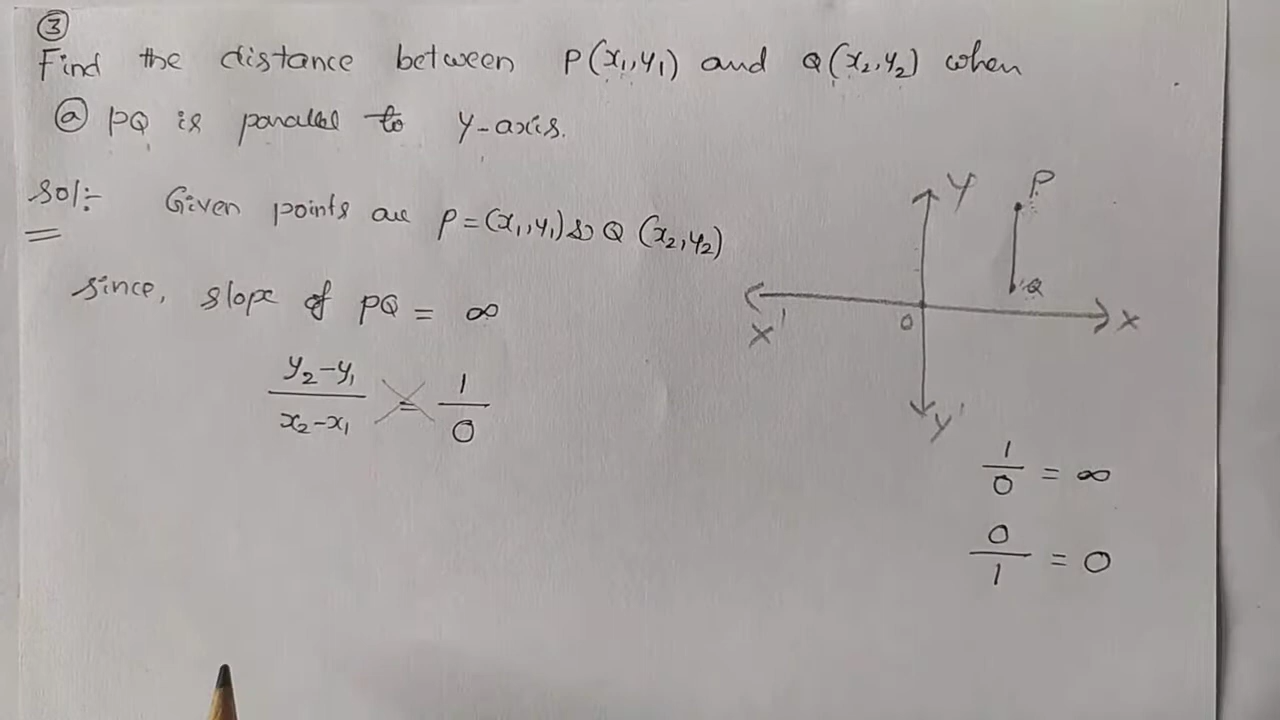 ③
Find the distance between P(x₁,y₁) and Q(x₂,y₂) when
ⓐ PQ is parallel to y-axis.
Sol:- Given points are P=(x₁,y₁) & Q(x₂,y₂)
since, slope of PQ = ∞
y₂-y₁ / x₂-x₁ = 1/0
Y
P
Q
X'
O
X
Y'
1/0 = ∞
0/1 = 0